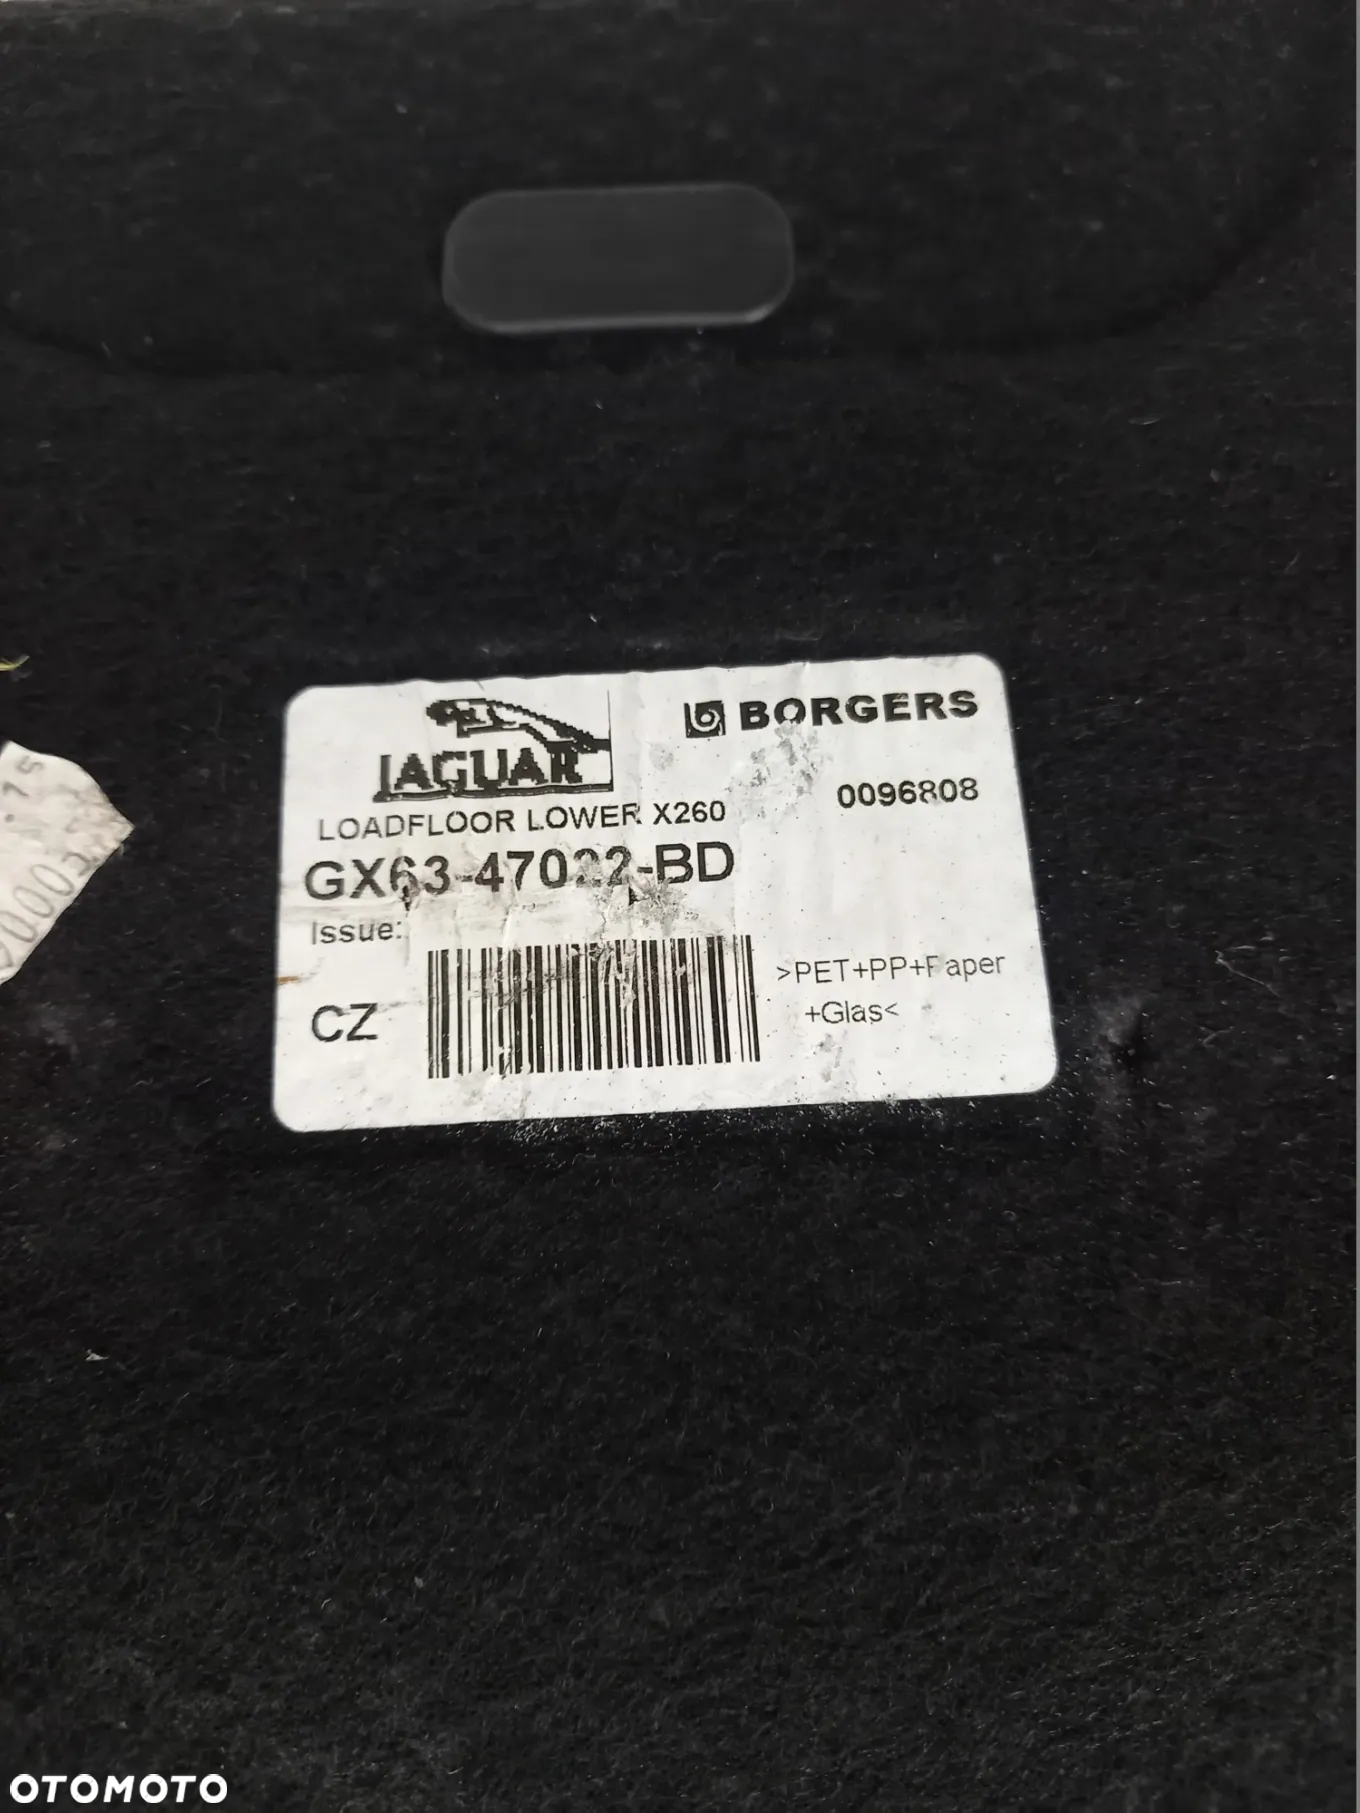 JAGUAR
BORGERS
LOADFLOOR LOWER X260
0096808
GX63-47022-BD
Issue:
CZ
>PET+PP+Paper
+Glas<
OTOMOTO